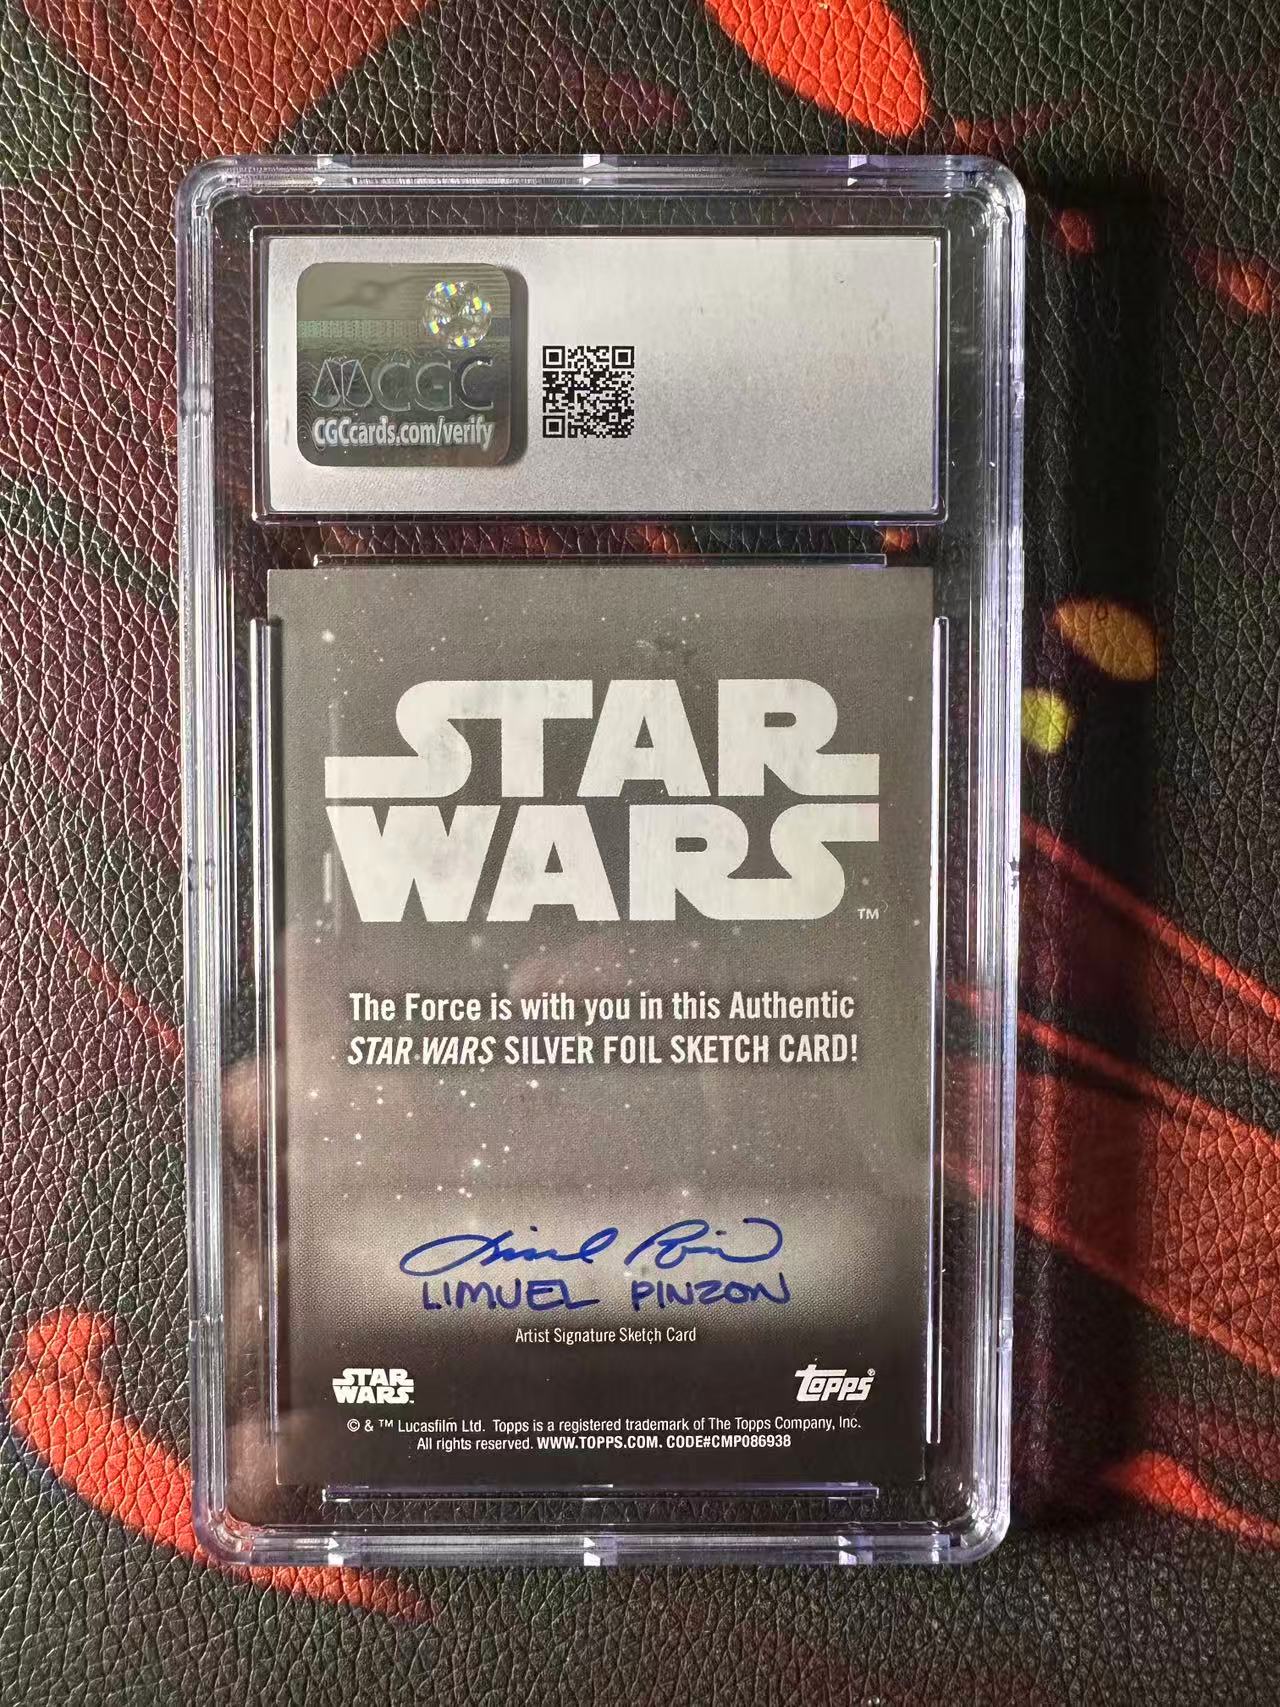 CGC
CGCcards.com/verify
STAR
WARS
TM
The Force is with you in this Authentic
STAR WARS SILVER FOIL SKETCH CARD!
Limuel Pinzon
LIMUEL PINZON
Artist Signature Sketch Card
STAR
WARS
topps®
© & ™ Lucasfilm Ltd. Topps is a registered trademark of The Topps Company, Inc.
All rights reserved. WWW.TOPPS.COM. CODE#CMP086938